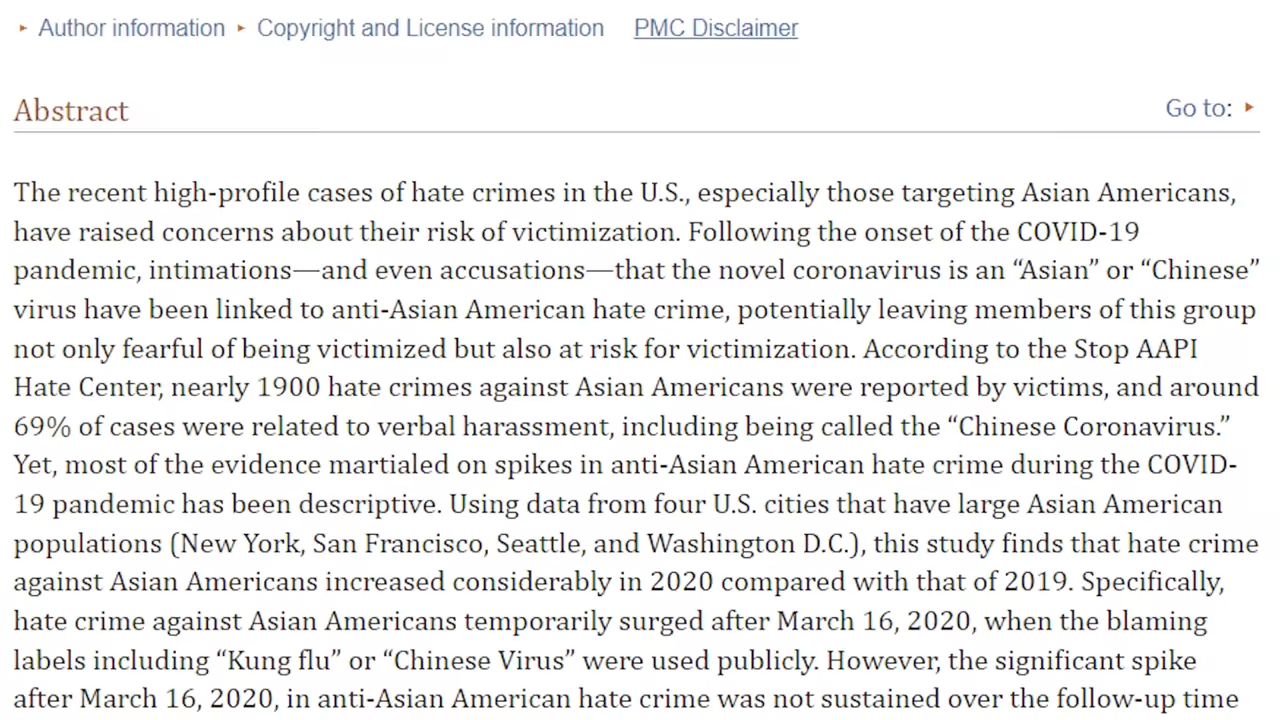 Author information Copyright and License information PMC Disclaimer
Abstract Go to:
The recent high-profile cases of hate crimes in the U.S., especially those targeting Asian Americans,
have raised concerns about their risk of victimization. Following the onset of the COVID-19
pandemic, intimations—and even accusations—that the novel coronavirus is an “Asian” or “Chinese”
virus have been linked to anti-Asian American hate crime, potentially leaving members of this group
not only fearful of being victimized but also at risk for victimization. According to the Stop AAPI
Hate Center, nearly 1900 hate crimes against Asian Americans were reported by victims, and around
69% of cases were related to verbal harassment, including being called the “Chinese Coronavirus.”
Yet, most of the evidence martialed on spikes in anti-Asian American hate crime during the COVID-
19 pandemic has been descriptive. Using data from four U.S. cities that have large Asian American
populations (New York, San Francisco, Seattle, and Washington D.C.), this study finds that hate crime
against Asian Americans increased considerably in 2020 compared with that of 2019. Specifically,
hate crime against Asian Americans temporarily surged after March 16, 2020, when the blaming
labels including “Kung flu” or “Chinese Virus” were used publicly. However, the significant spike
after March 16, 2020, in anti-Asian American hate crime was not sustained over the follow-up time